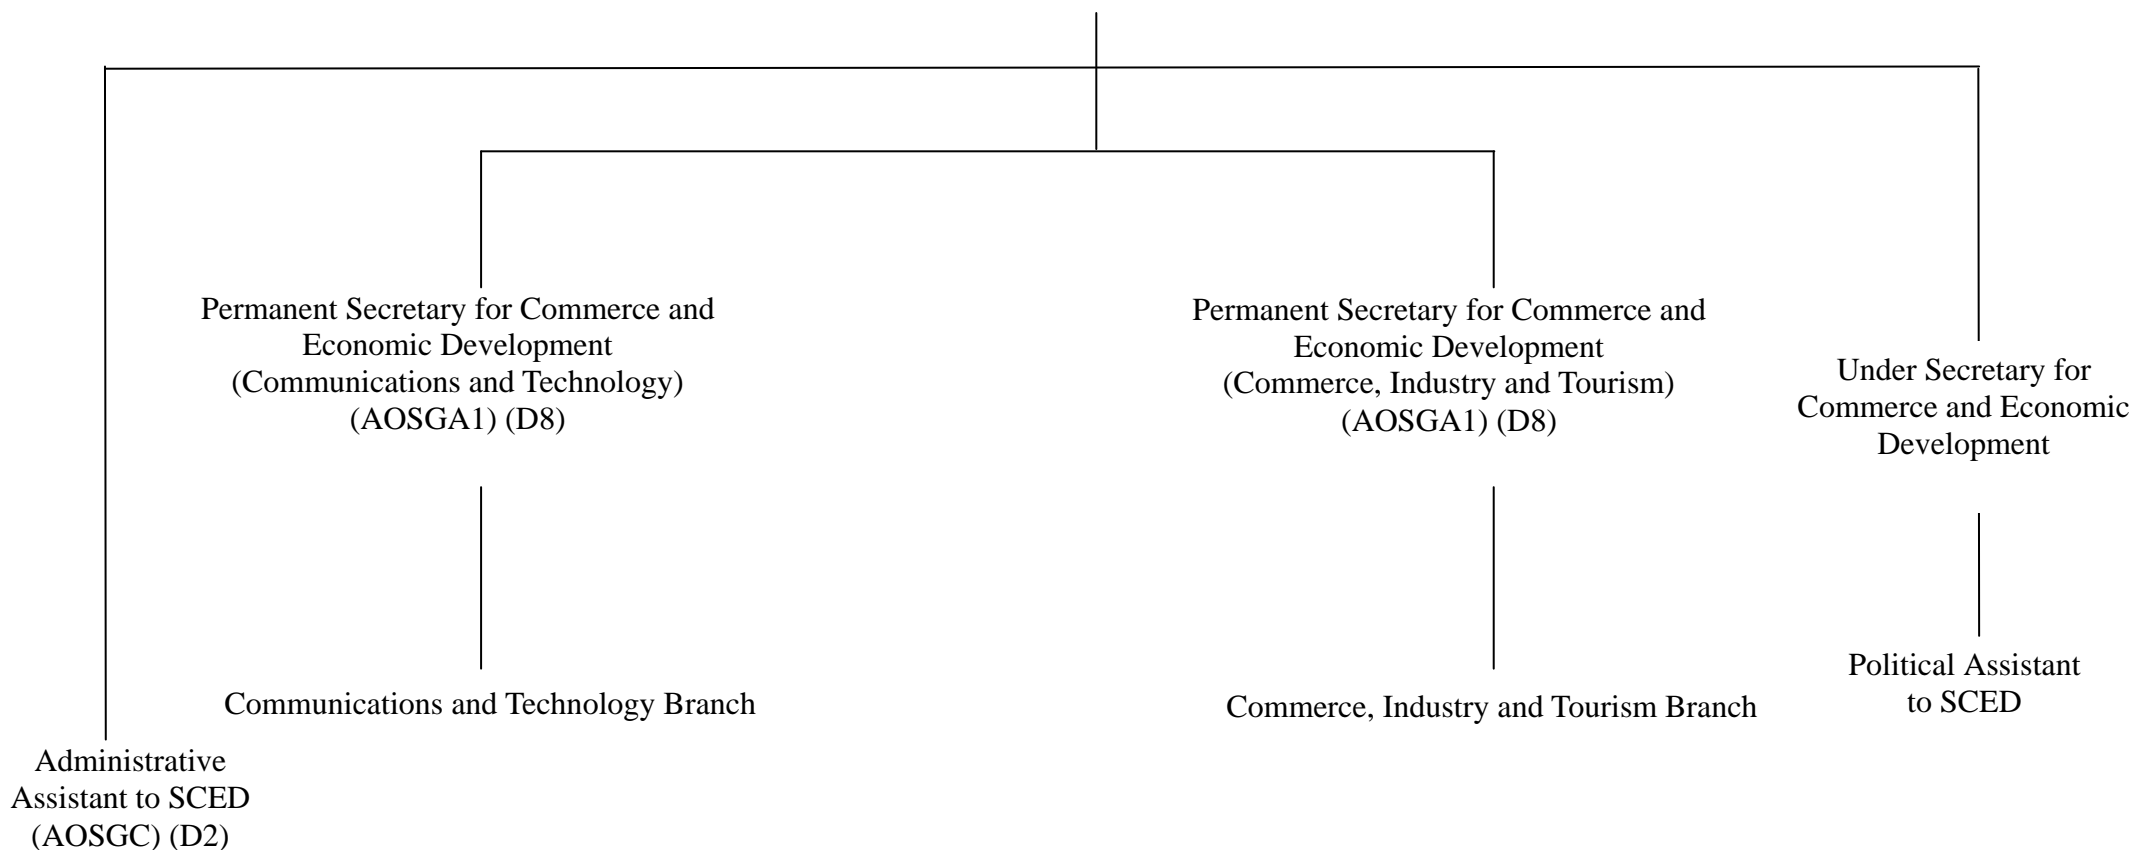 Permanent Secretary for Commerce and
Economic Development
(Communications and Technology)
(AOSGA1) (D8)
Permanent Secretary for Commerce and
Economic Development
(Commerce, Industry and Tourism)
(AOSGA1) (D8)
Under Secretary for
Commerce and Economic
Development
Communications and Technology Branch
Commerce, Industry and Tourism Branch
Political Assistant
to SCED
Administrative
Assistant to SCED
(AOSGC) (D2)